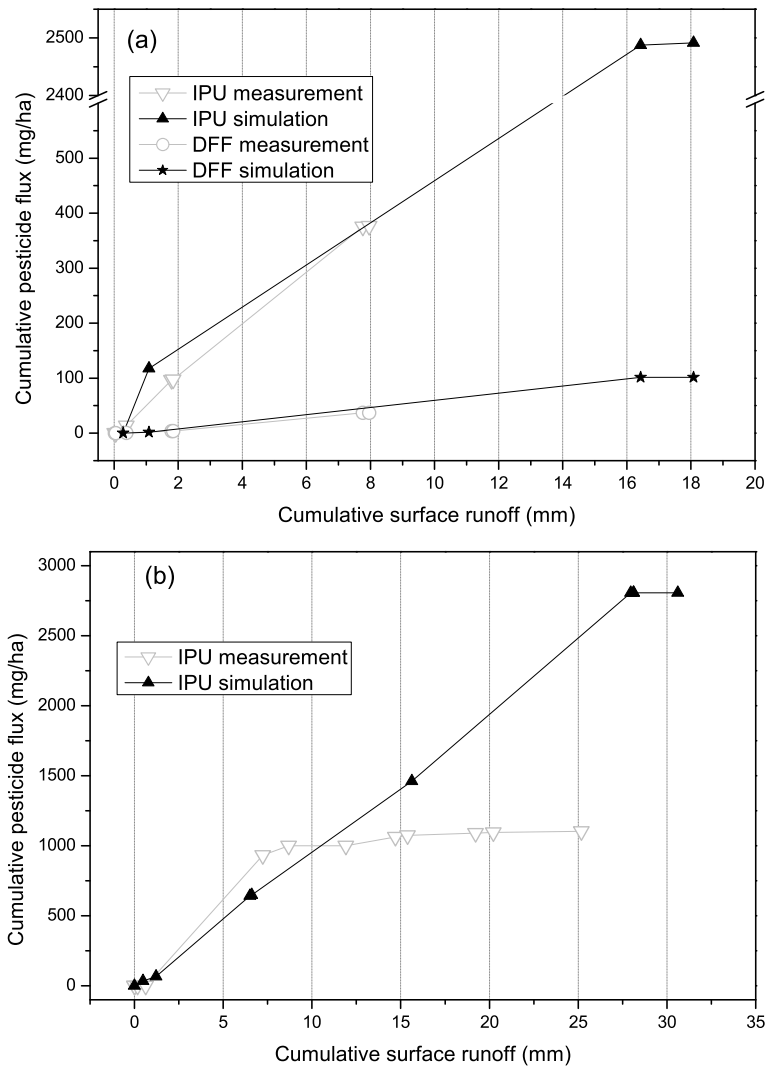 (a)
2500
2400
500
400
300
200
100
0
IPU measurement
IPU simulation
DFF measurement
DFF simulation
Cumulative pesticide flux (mg/ha)
0 2 4 6 8 10 12 14 16 18 20
Cumulative surface runoff (mm)
(b)
3000
2500
2000
1500
1000
500
0
IPU measurement
IPU simulation
Cumulative pesticide flux (mg/ha)
0 5 10 15 20 25 30 35
Cumulative surface runoff (mm)